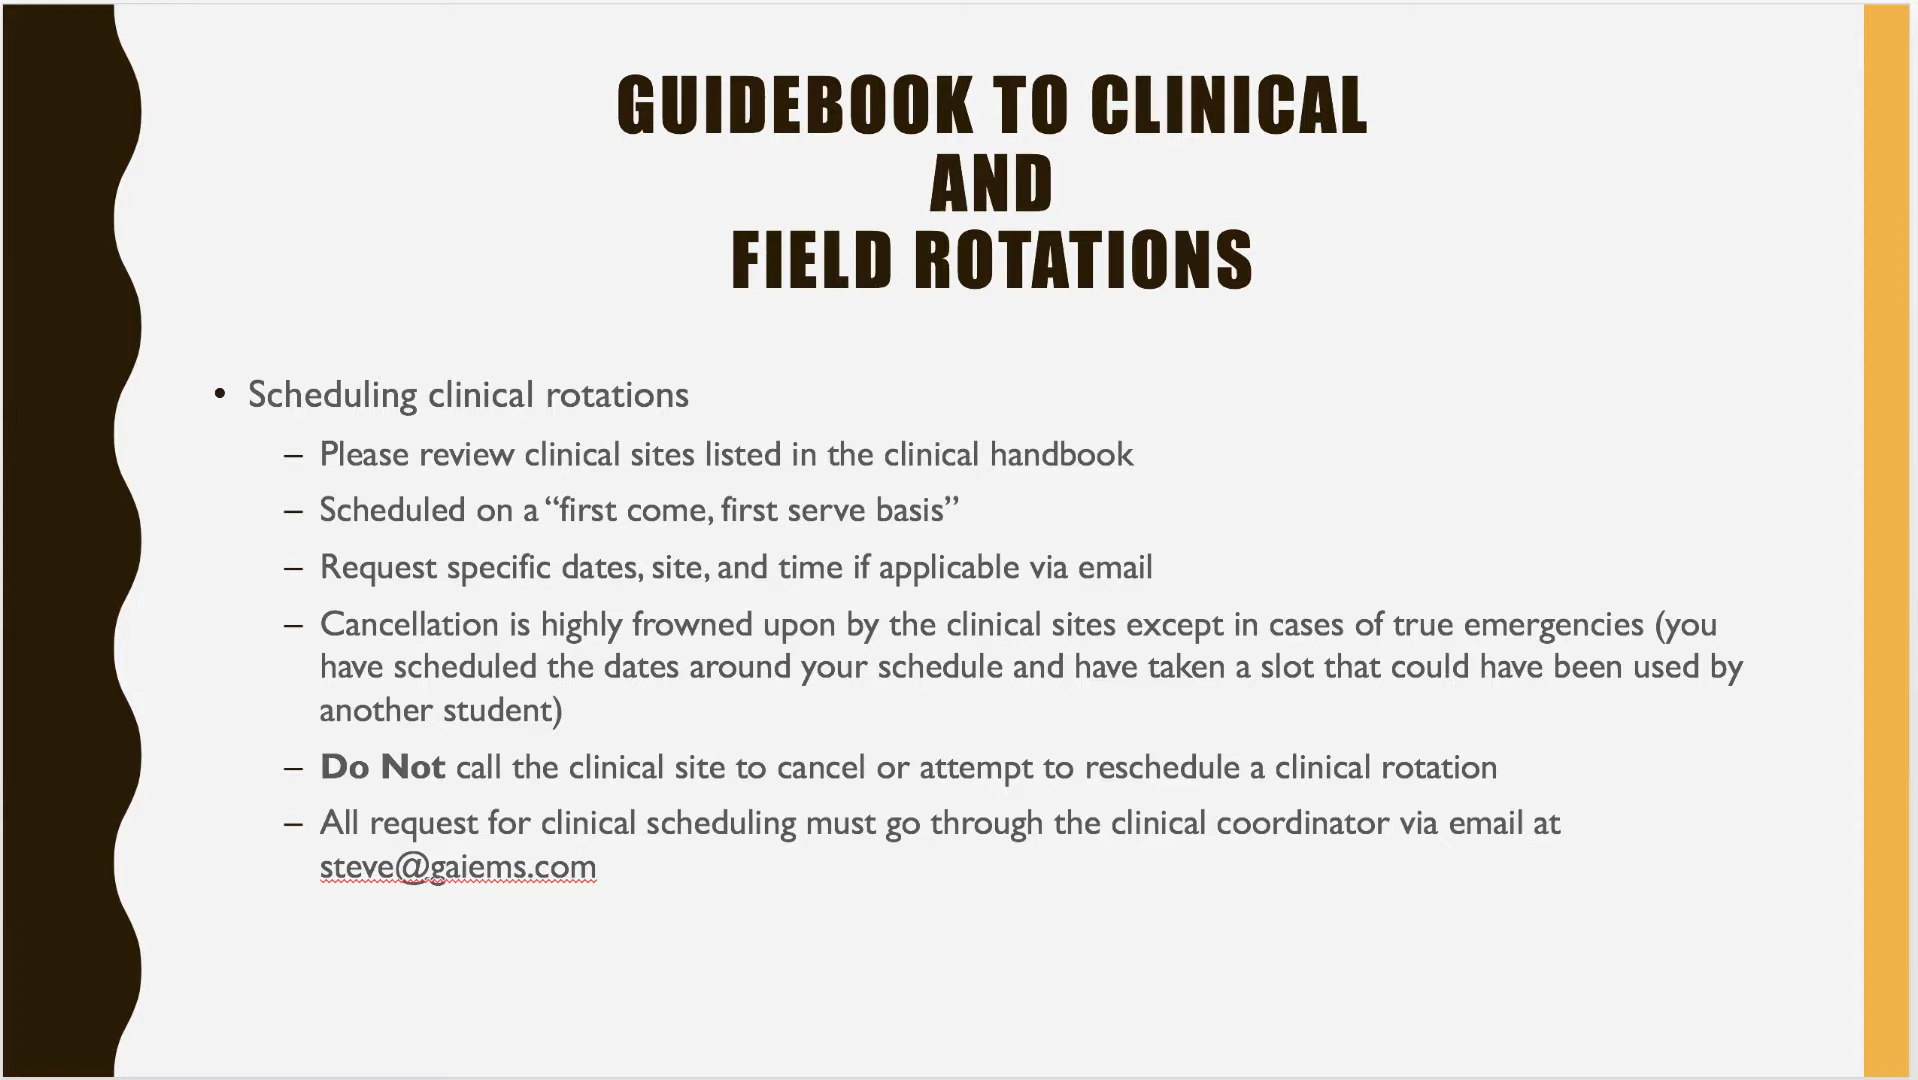 GUIDEBOOK TO CLINICAL
AND
FIELD ROTATIONS
• Scheduling clinical rotations
– Please review clinical sites listed in the clinical handbook
– Scheduled on a “first come, first serve basis”
– Request specific dates, site, and time if applicable via email
– Cancellation is highly frowned upon by the clinical sites except in cases of true emergencies (you
have scheduled the dates around your schedule and have taken a slot that could have been used by
another student)
– Do Not call the clinical site to cancel or attempt to reschedule a clinical rotation
– All request for clinical scheduling must go through the clinical coordinator via email at
steve@gaiems.com